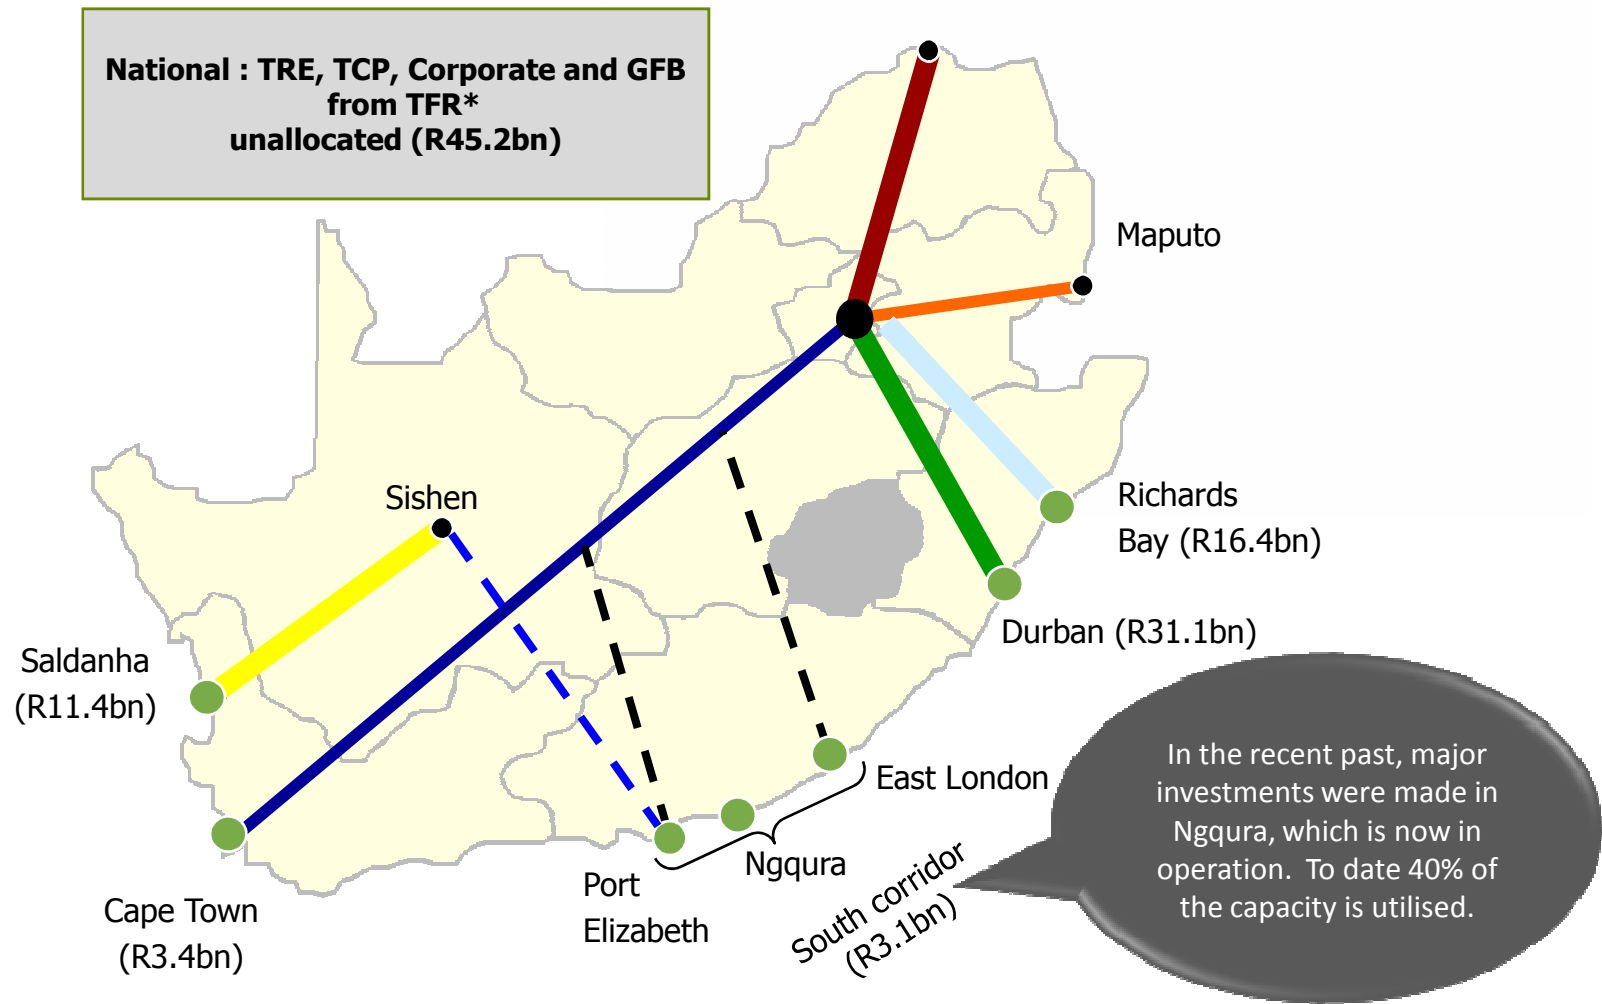 National : TRE, TCP, Corporate and GFB
from TFR*
unallocated (R45.2bn)
Maputo
Sishen
Richards
Bay (R16.4bn)
Durban (R31.1bn)
Saldanha
(R11.4bn)
East London
Ngqura
Port
Elizabeth
South corridor
(R3.1bn)
Cape Town
(R3.4bn)
In the recent past, major
investments were made in
Ngqura, which is now in
operation.  To date 40% of
the capacity is utilised.